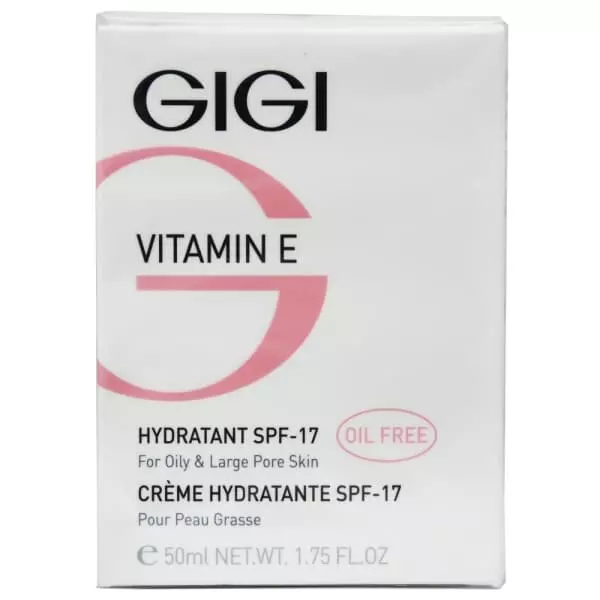 GIGI
VITAMIN E
HYDRATANT SPF-17
OIL FREE
For Oily & Large Pore Skin
CRÈME HYDRATANTE SPF-17
Pour Peau Grasse
℮ 50ml NET.WT. 1.75 FL.OZ